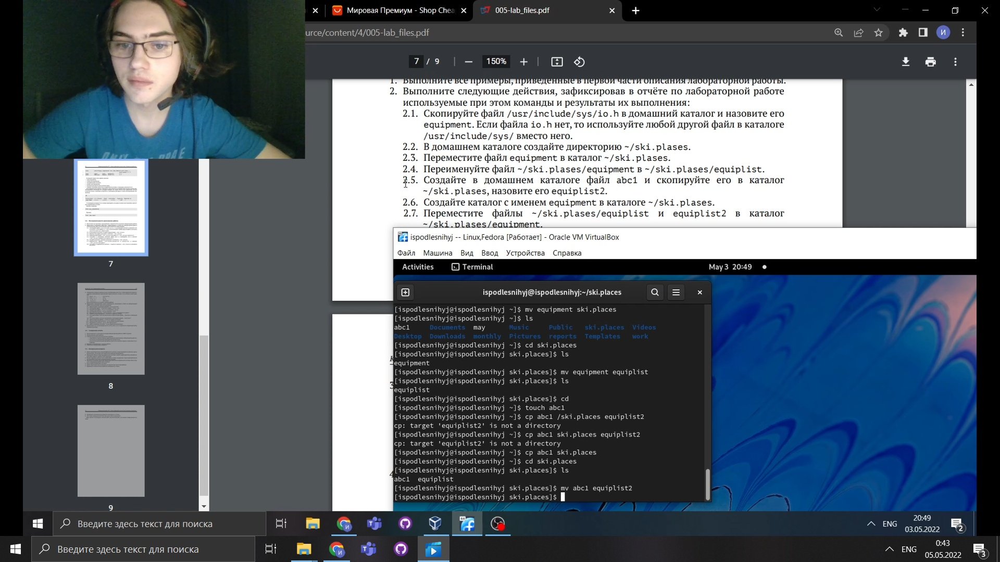 Мировая Премиум - Shop Chea
005-lab_files.pdf
urce/content/4/005-lab_files.pdf
И
7 / 9
150%
1. Выполните все примеры, приведённые в первой части описания лабораторной работы.
2. Выполните следующие действия, зафиксировав в отчёте по лабораторной работе
используемые при этом команды и результаты их выполнения:
2.1. Скопируйте файл /usr/include/sys/io.h в домашний каталог и назовите его
equipment. Если файла io.h нет, то используйте любой другой файл в каталоге
/usr/include/sys/ вместо него.
2.2. В домашнем каталоге создайте директорию ~/ski.plases.
2.3. Переместите файл equipment в каталог ~/ski.plases.
2.4. Переименуйте файл ~/ski.plases/equipment в ~/ski.plases/equiplist.
2.5. Создайте в домашнем каталоге файл abc1 и скопируйте его в каталог
~/ski.plases, назовите его equiplist2.
2.6. Создайте каталог с именем equipment в каталоге ~/ski.plases.
2.7. Переместите файлы ~/ski.plases/equiplist и equiplist2 в каталог
~/ski.plases/equipment.
7
8
9
ispodlesnihyj -- Linux,Fedora [Работает] - Oracle VM VirtualBox
Файл Машина Вид Ввод Устройства Справка
Activities Terminal May 3 20:49
ispodlesnihyj@ispodlesnihyj:~/ski.places
[ispodlesnihyj@ispodlesnihyj ~]$ mv equipment ski.places
[ispodlesnihyj@ispodlesnihyj ~]$ ls
abc1 Documents may Music Public ski.places Videos
Desktop Downloads monthly Pictures reports Templates work
[ispodlesnihyj@ispodlesnihyj ~]$ cd ski.places
[ispodlesnihyj@ispodlesnihyj ski.places]$ ls
equipment
[ispodlesnihyj@ispodlesnihyj ski.places]$ mv equipment equiplist
[ispodlesnihyj@ispodlesnihyj ski.places]$ ls
equiplist
[ispodlesnihyj@ispodlesnihyj ski.places]$ cd
[ispodlesnihyj@ispodlesnihyj ~]$ touch abc1
[ispodlesnihyj@ispodlesnihyj ~]$ cp abc1 /ski.places equiplist2
cp: target 'equiplist2' is not a directory
[ispodlesnihyj@ispodlesnihyj ~]$ cp abc1 ski.places equiplist2
cp: target 'equiplist2' is not a directory
[ispodlesnihyj@ispodlesnihyj ~]$ cp abc1 ski.places
[ispodlesnihyj@ispodlesnihyj ~]$ cd ski.places
[ispodlesnihyj@ispodlesnihyj ski.places]$ ls
abc1 equiplist
[ispodlesnihyj@ispodlesnihyj ski.places]$ mv abc1 equiplist2
[ispodlesnihyj@ispodlesnihyj ski.places]$
Введите здесь текст для поиска
ENG
20:49
03.05.2022
2
Введите здесь текст для поиска
ENG
0:43
05.05.2022
3